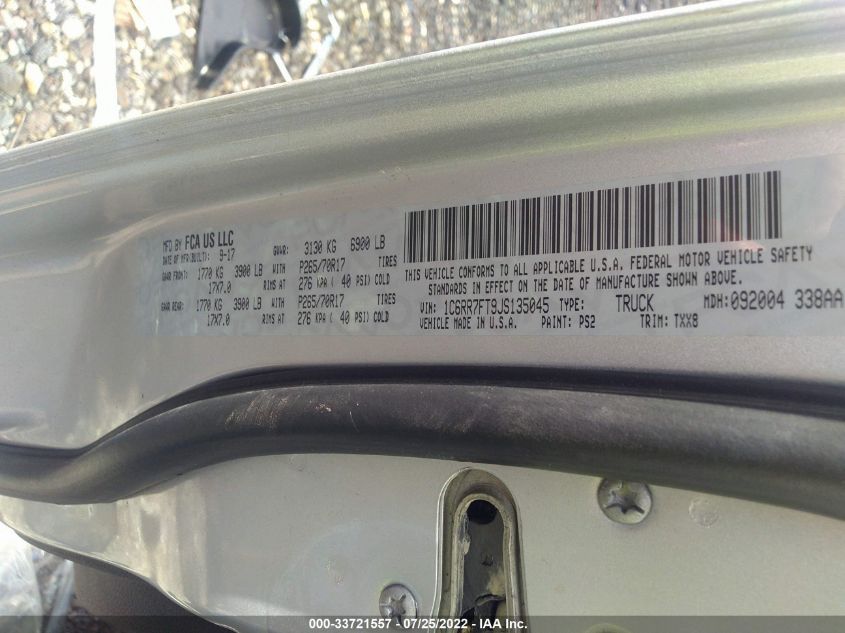 MFD BY FCA US LLC
DATE OF MFR(BUILT): 9-17 GVWR: 3130 KG 6900 LB
GAWR FRONT: 1770 KG 3900 LB WITH P265/70R17 TIRES
17X7.0 RIMS AT 276 KPA ( 40 PSI) COLD
GAWR REAR: 1770 KG 3900 LB WITH P265/70R17 TIRES
17X7.0 RIMS AT 276 KPA ( 40 PSI) COLD
THIS VEHICLE CONFORMS TO ALL APPLICABLE U.S.A. FEDERAL MOTOR VEHICLE SAFETY
STANDARDS IN EFFECT ON THE DATE OF MANUFACTURE SHOWN ABOVE.
VIN: 1C6RR7FT9JS135045 TYPE: TRUCK MDH:092004 338AA
VEHICLE MADE IN U.S.A. PAINT: PS2 TRIM: TXX8
000-33721557 - 07/25/2022 - IAA Inc.